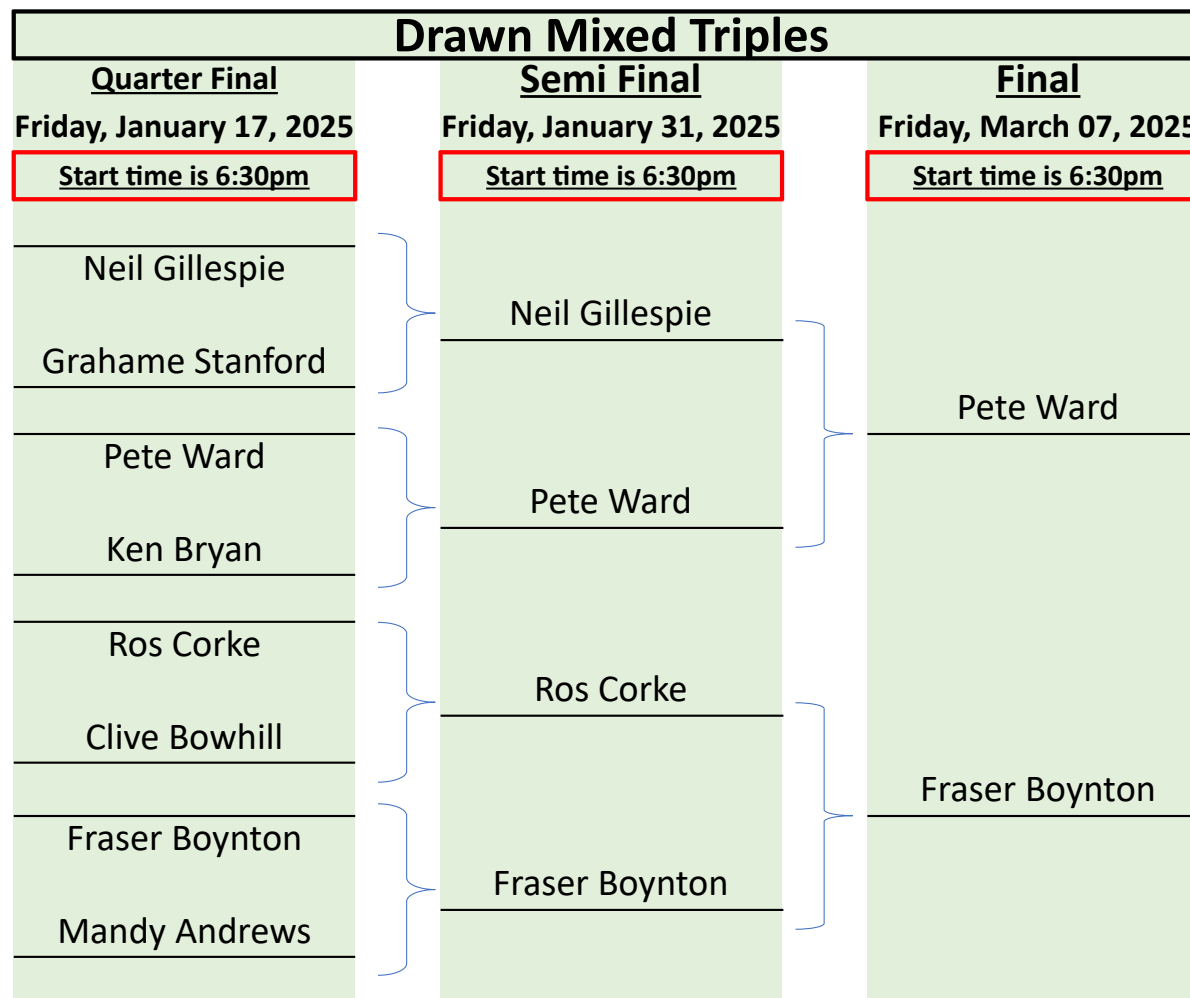 Drawn Mixed Triples
Quarter Final
Friday, January 17, 2025
Start time is 6:30pm
Neil Gillespie
Grahame Stanford
Pete Ward
Ken Bryan
Ros Corke
Clive Bowhill
Fraser Boynton
Mandy Andrews
Semi Final
Friday, January 31, 2025
Start time is 6:30pm
Neil Gillespie
Pete Ward
Ros Corke
Fraser Boynton
Final
Friday, March 07, 2025
Start time is 6:30pm
Pete Ward
Fraser Boynton